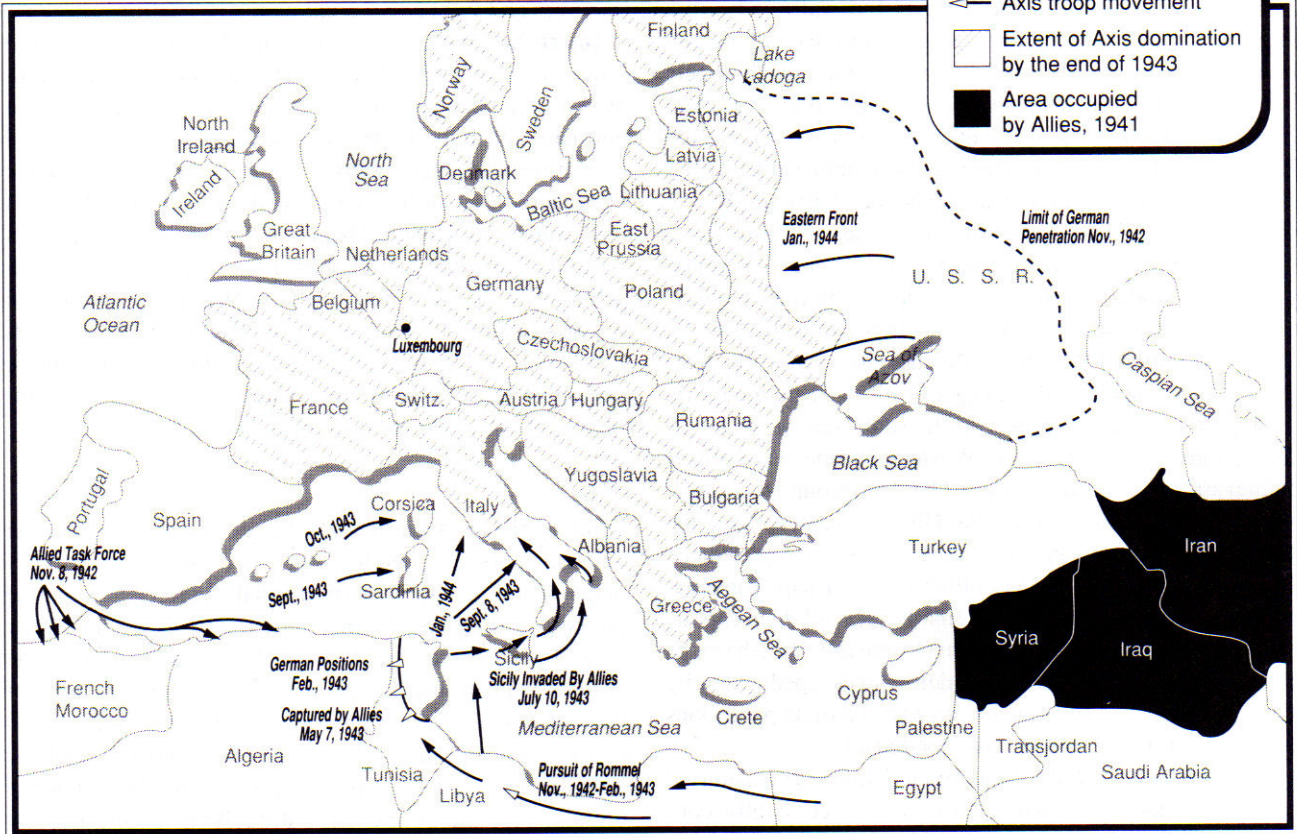 Axis troop movement
Extent of Axis domination
by the end of 1943
Area occupied
by Allies, 1941
Finland
Lake
Ladoga
Norway
Sweden
Estonia
North
Ireland
Ireland
North
Sea
Denmark
Latvia
Baltic Sea
Lithuania
Great
Britain
Netherlands
East
Prussia
Eastern Front
Jan., 1944
Limit of German
Penetration Nov., 1942
U. S. S. R.
Atlantic
Ocean
Belgium
Germany
Poland
Luxembourg
Czechoslovakia
Sea of
Azov
Caspian Sea
France
Switz.
Austria
Hungary
Rumania
Black Sea
Portugal
Spain
Corsica
Italy
Yugoslavia
Bulgaria
Oct., 1943
Albania
Turkey
Iran
Allied Task Force
Nov. 8, 1942
Sept., 1943
Sardinia
Jan., 1944
Sept. 8, 1943
Greece
Aegean Sea
Syria
Iraq
German Positions
Feb., 1943
Sicily
Sicily Invaded By Allies
July 10, 1943
French
Morocco
Captured by Allies
May 7, 1943
Mediterranean Sea
Crete
Cyprus
Palestine
Transjordan
Algeria
Tunisia
Libya
Pursuit of Rommel
Nov., 1942-Feb., 1943
Egypt
Saudi Arabia